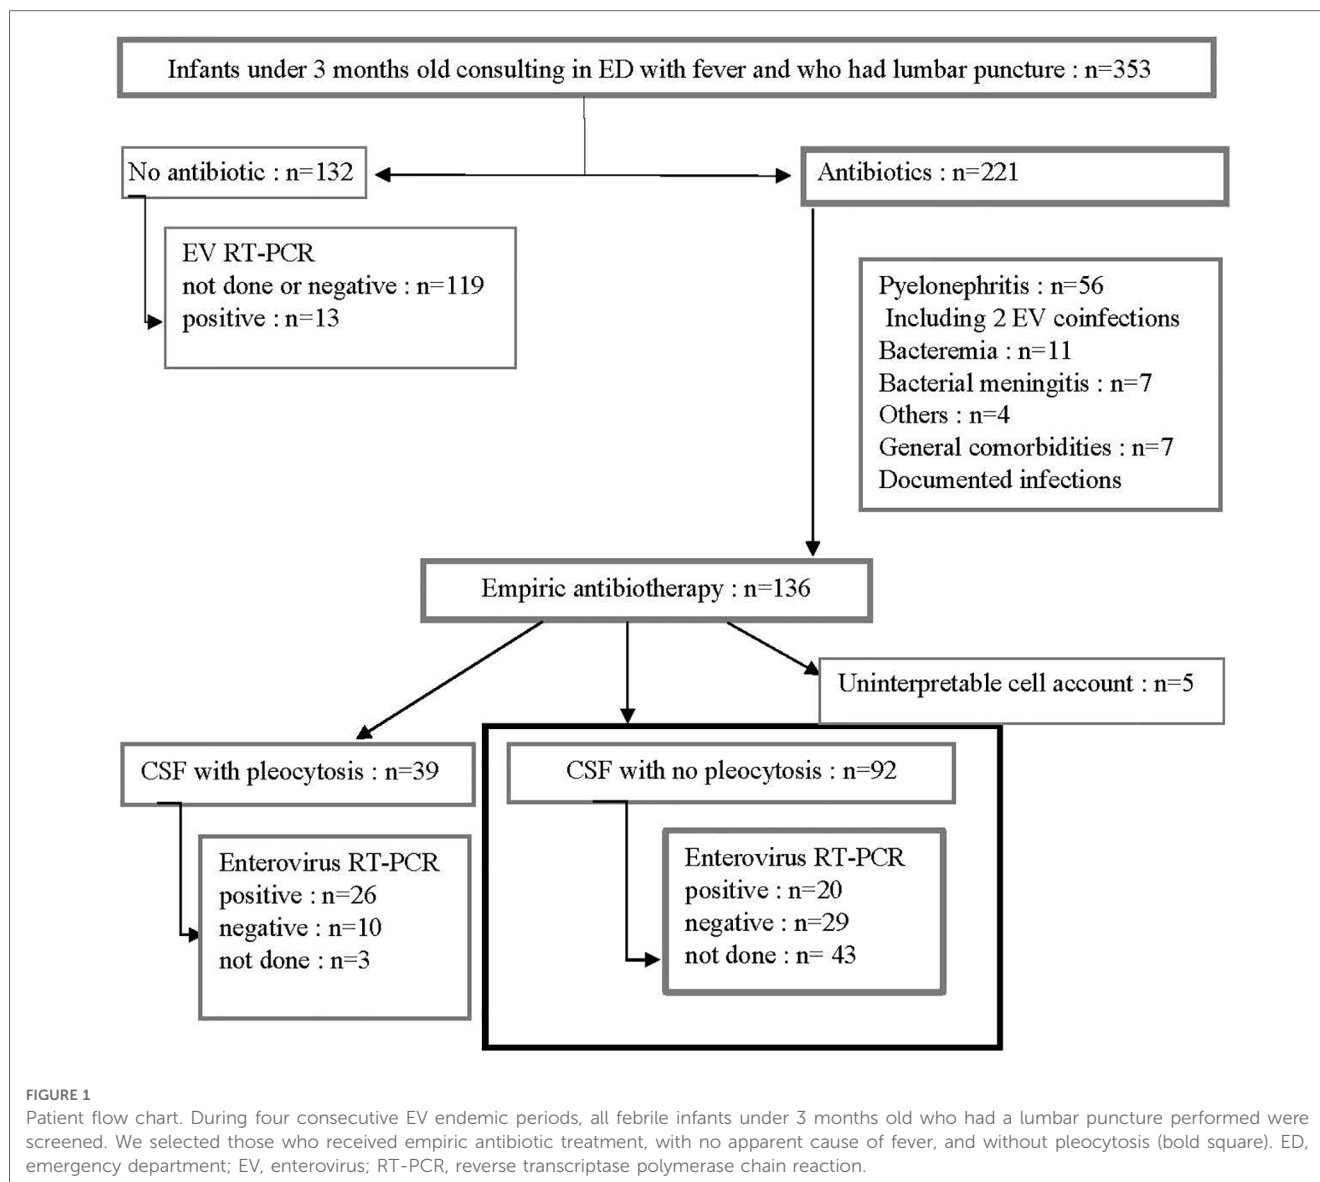 Infants under 3 months old consulting in ED with fever and who had lumbar puncture : n=353
No antibiotic : n=132
Antibiotics : n=221
EV RT-PCR
not done or negative : n=119
positive : n=13
Pyelonephritis : n=56
Including 2 EV coinfections
Bacteremia : n=11
Bacterial meningitis : n=7
Others : n=4
General comorbidities : n=7
Documented infections
Empiric antibiotherapy : n=136
Uninterpretable cell account : n=5
CSF with pleocytosis : n=39
CSF with no pleocytosis : n=92
Enterovirus RT-PCR
positive : n=26
negative : n=10
not done : n=3
Enterovirus RT-PCR
positive : n=20
negative : n=29
not done : n= 43
FIGURE 1
Patient flow chart. During four consecutive EV endemic periods, all febrile infants under 3 months old who had a lumbar puncture performed were
screened. We selected those who received empiric antibiotic treatment, with no apparent cause of fever, and without pleocytosis (bold square). ED,
emergency department; EV, enterovirus; RT-PCR, reverse transcriptase polymerase chain reaction.